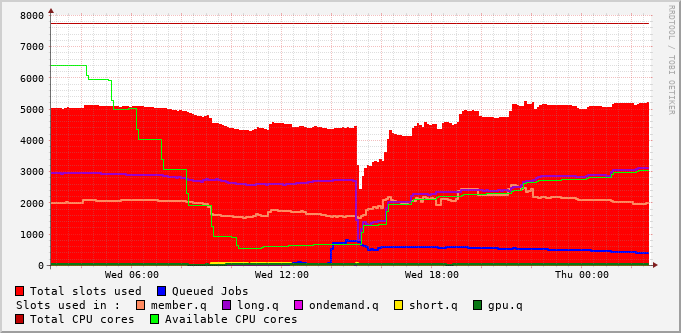 8000
7000
6000
5000
4000
3000
2000
1000
0
Wed 06:00 Wed 12:00 Wed 18:00 Thu 00:00
RRDTOOL / TOBI OETIKER
Total slots used Queued Jobs
Slots used in : member.q long.q ondemand.q short.q gpu.q
Total CPU cores Available CPU cores